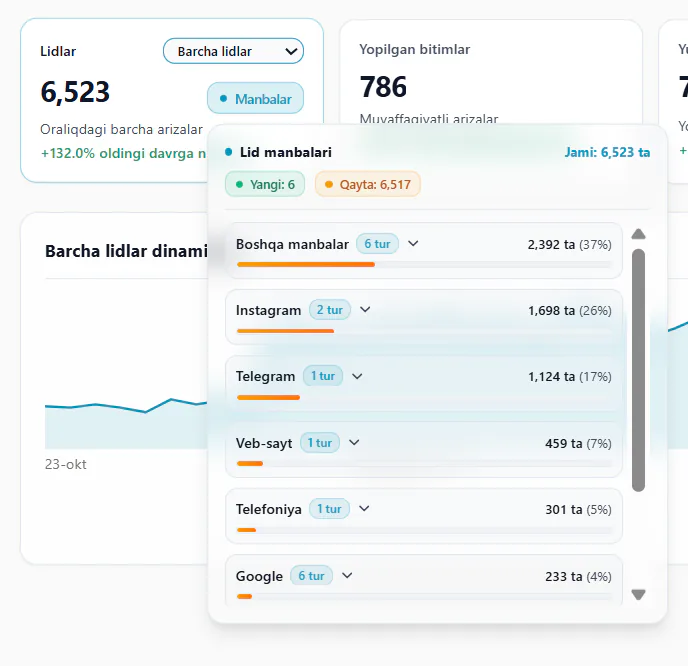 Lidlar
Barcha lidlar
6,523
Manbalar
Oraliqdagi barcha arizalar
+132.0% oldingi davrga
Yopilgan bitimlar
786
Muvaffaqiyatli arizalar
Lid manbalari
Jami: 6,523 ta
Yangi: 6
Qayta: 6,517
Barcha lidlar
Boshqa manbalar 6 tur 2,392 ta (37%)
Instagram 2 tur 1,698 ta (26%)
Telegram 1 tur 1,124 ta (17%)
Veb-sayt 1 tur 459 ta (7%)
Telefoniya 1 tur 301 ta (5%)
Google 6 tur 233 ta (4%)
23-okt